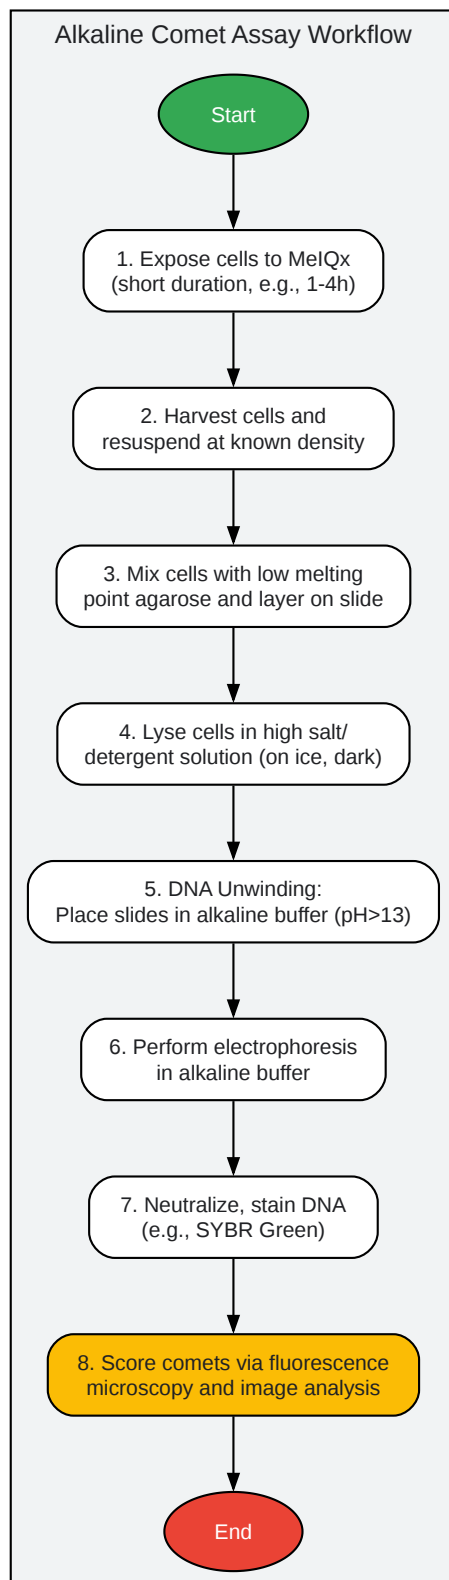 Alkaline Comet Assay Workflow
Start
1. Expose cells to MeIQx
(short duration, e.g., 1-4h)
2. Harvest cells and
resuspend at known density
3. Mix cells with low melting
point agarose and layer on slide
4. Lyse cells in high salt/
detergent solution (on ice, dark)
5. DNA Unwinding:
Place slides in alkaline buffer (pH>13)
6. Perform electrophoresis
in alkaline buffer
7. Neutralize, stain DNA
(e.g., SYBR Green)
8. Score comets via fluorescence
microscopy and image analysis
End